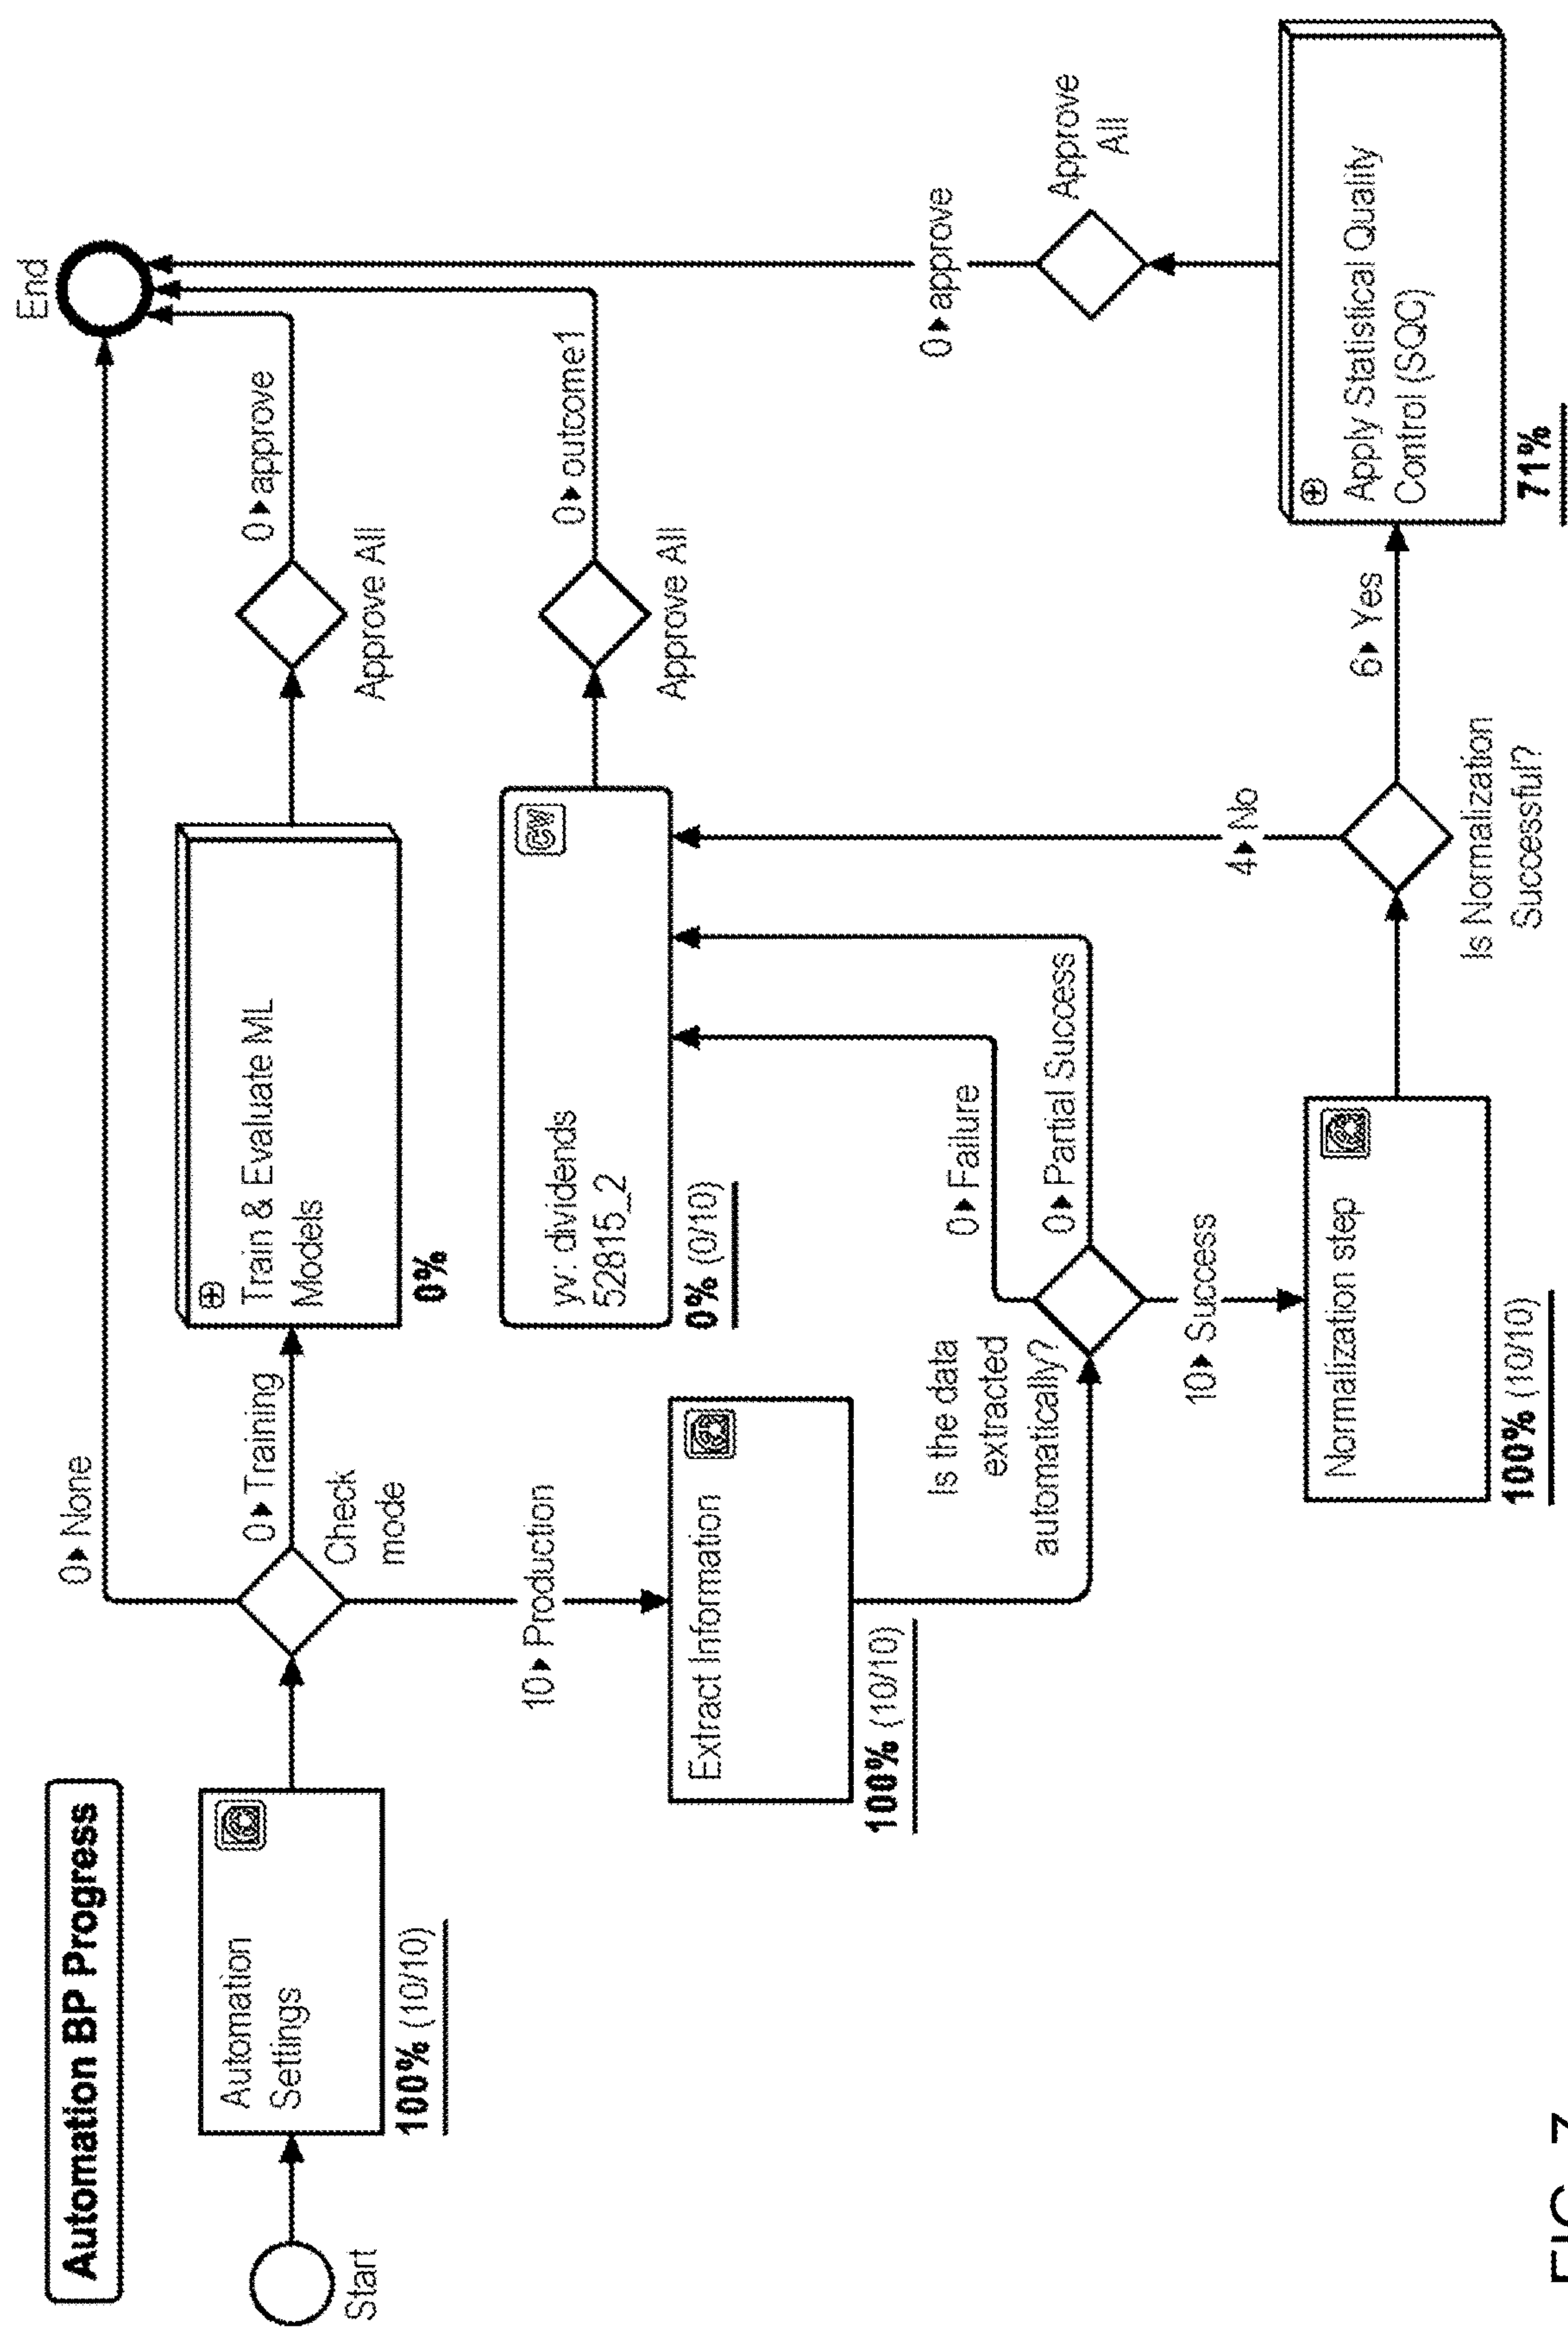 Automation BP Progress
Start
Automation
Settings
100% (10/10)
0▸ None
0▸ Training
Check
mode
10▸ Production
Train & Evaluate ML
Models
0%
0▸ approve
Approve All
End
Extract Information
100% (10/10)
yv: dividends
52815_2
CW
0% (0/10)
0▸ outcome1
Approve All
Is the data
extracted
automatically?
0▸ Failure
0▸ Partial Success
10▸ Success
Normalization step
100% (10/10)
4▸ No
Is Normalization
Successful?
6▸ Yes
Apply Statistical Quality
Control (SQC)
71%
0▸ approve
Approve
All